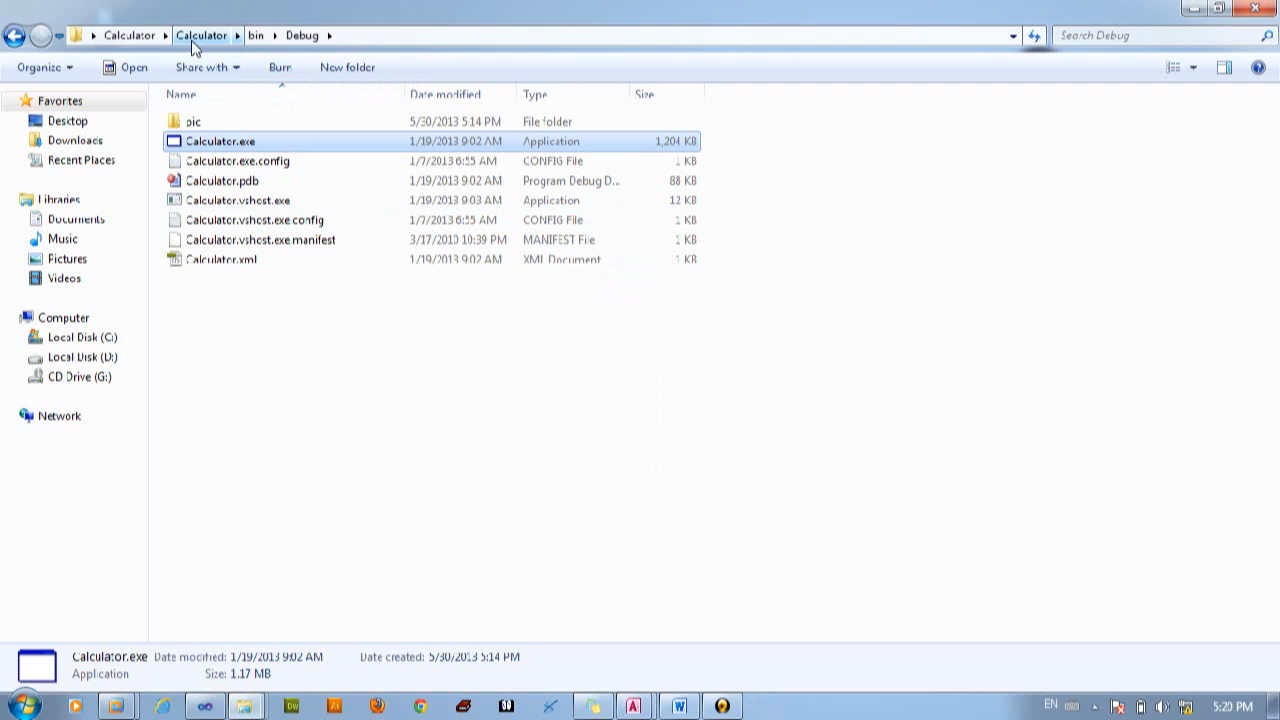 Calculator Calculator bin Debug Search Debug
Organize Open Share with Burn New folder
Name Date modified Type Size
Favorites
Desktop
Downloads
Recent Places
Libraries
Documents
Music
Pictures
Videos
Computer
Local Disk (C:)
Local Disk (D:)
CD Drive (G:)
Network
pic 5/30/2013 5:14 PM File folder
Calculator.exe 1/19/2013 9:02 AM Application 1,204 KB
Calculator.exe.config 1/7/2013 6:55 AM CONFIG File 1 KB
Calculator.pdb 1/19/2013 9:02 AM Program Debug D... 88 KB
Calculator.vshost.exe 1/19/2013 9:03 AM Application 12 KB
Calculator.vshost.exe.config 1/7/2013 6:55 AM CONFIG File 1 KB
Calculator.vshost.exe.manifest 3/17/2010 10:39 PM MANIFEST File 1 KB
Calculator.xml 1/19/2013 9:02 AM XML Document 1 KB
Calculator.exe Date modified: 1/19/2013 9:02 AM Date created: 5/30/2013 5:14 PM
Application Size: 1.17 MB
Dw Ai A W EN 5:20 PM